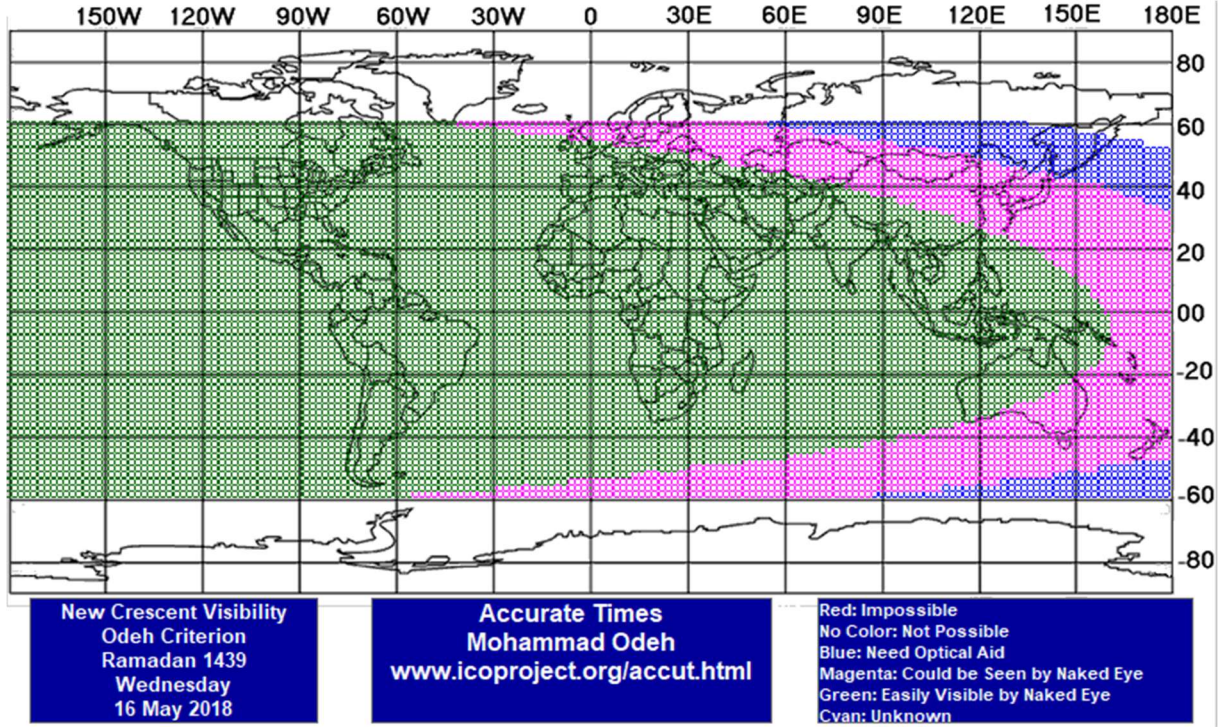 150W 120W 90W 60W 30W 0 30E 60E 90E 120E 150E 180E
80
60
40
20
00
-20
-40
-60
-80
New Crescent Visibility
Odeh Criterion
Ramadan 1439
Wednesday
16 May 2018
Accurate Times
Mohammad Odeh
www.icoproject.org/accut.html
Red: Impossible
No Color: Not Possible
Blue: Need Optical Aid
Magenta: Could be Seen by Naked Eye
Green: Easily Visible by Naked Eye
Cyan: Unknown